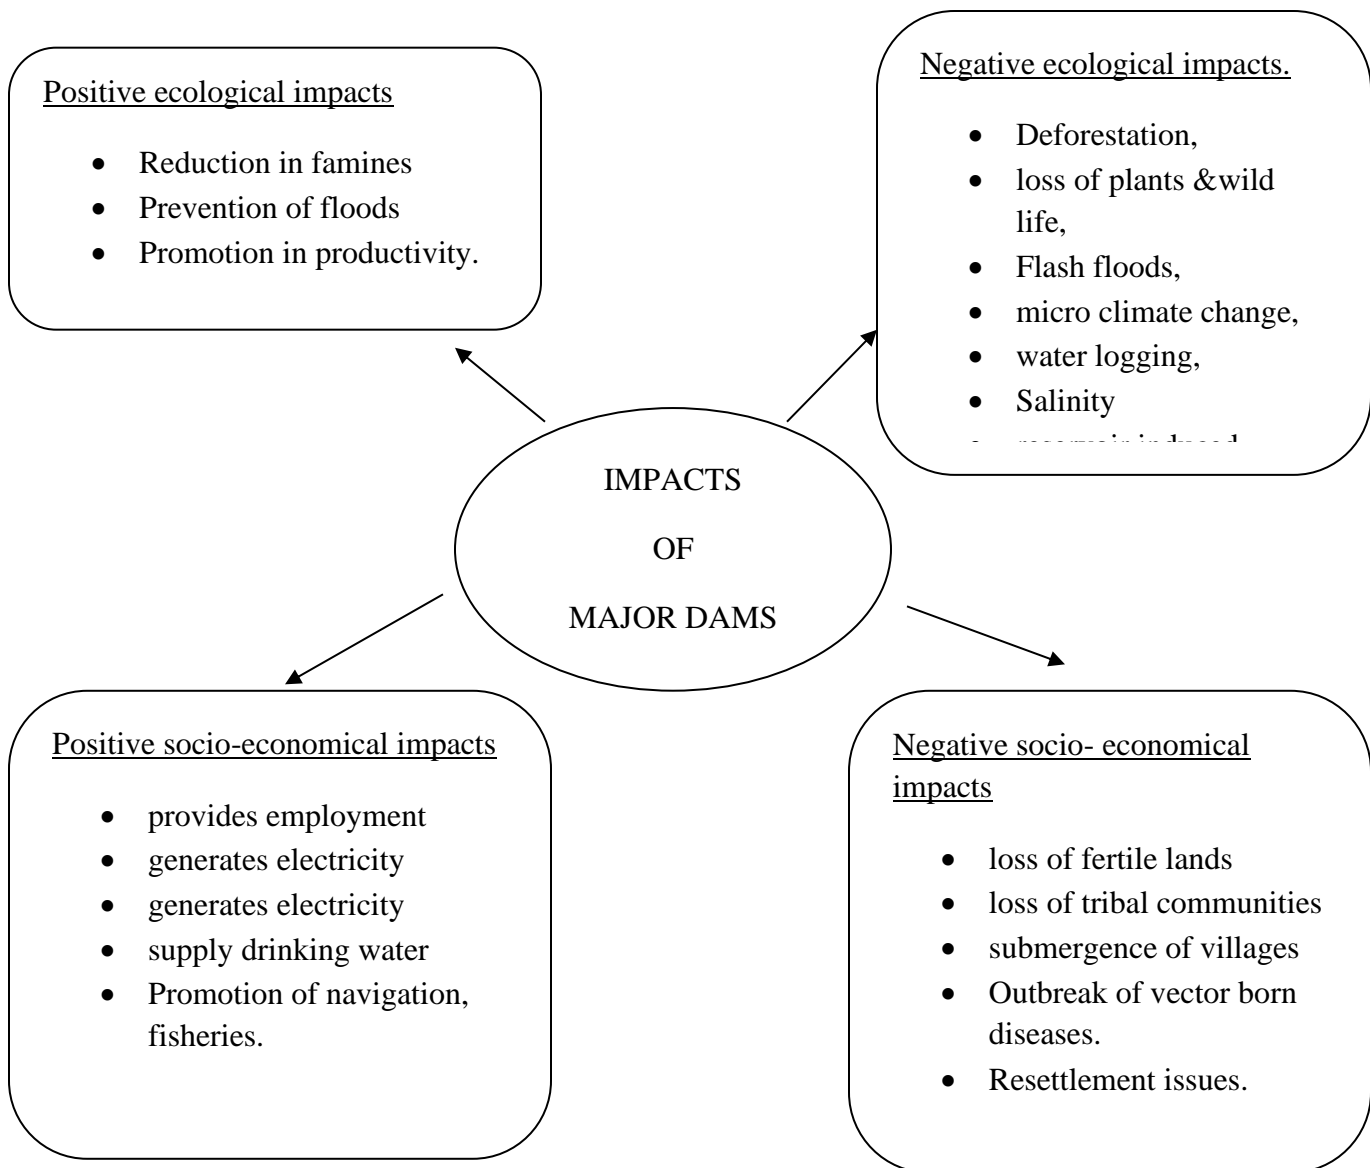 Positive ecological impacts
• Reduction in famines
• Prevention of floods
• Promotion in productivity.
Negative ecological impacts.
• Deforestation,
• loss of plants &wild
life,
• Flash floods,
• micro climate change,
• water logging,
• Salinity
• reservoir induced
IMPACTS
OF
MAJOR DAMS
Positive socio-economical impacts
• provides employment
• generates electricity
• generates electricity
• supply drinking water
• Promotion of navigation,
fisheries.
Negative socio- economical
impacts
• loss of fertile lands
• loss of tribal communities
• submergence of villages
• Outbreak of vector born
diseases.
• Resettlement issues.